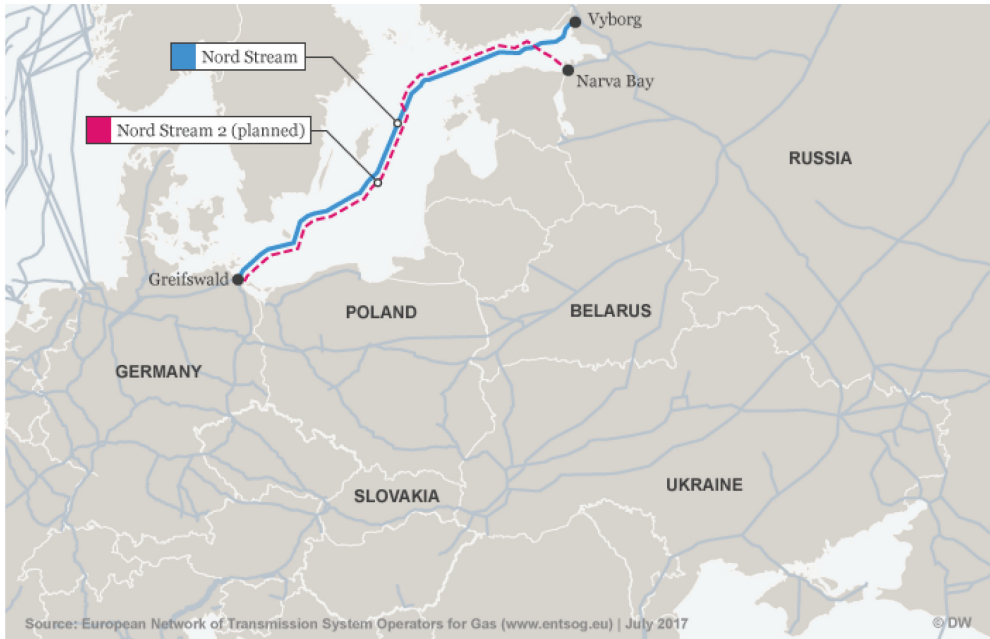 Vyborg
Nord Stream
Narva Bay
Nord Stream 2 (planned)
RUSSIA
Greifswald
POLAND
BELARUS
GERMANY
SLOVAKIA
UKRAINE
Source: European Network of Transmission System Operators for Gas (www.entsog.eu) | July 2017
© DW